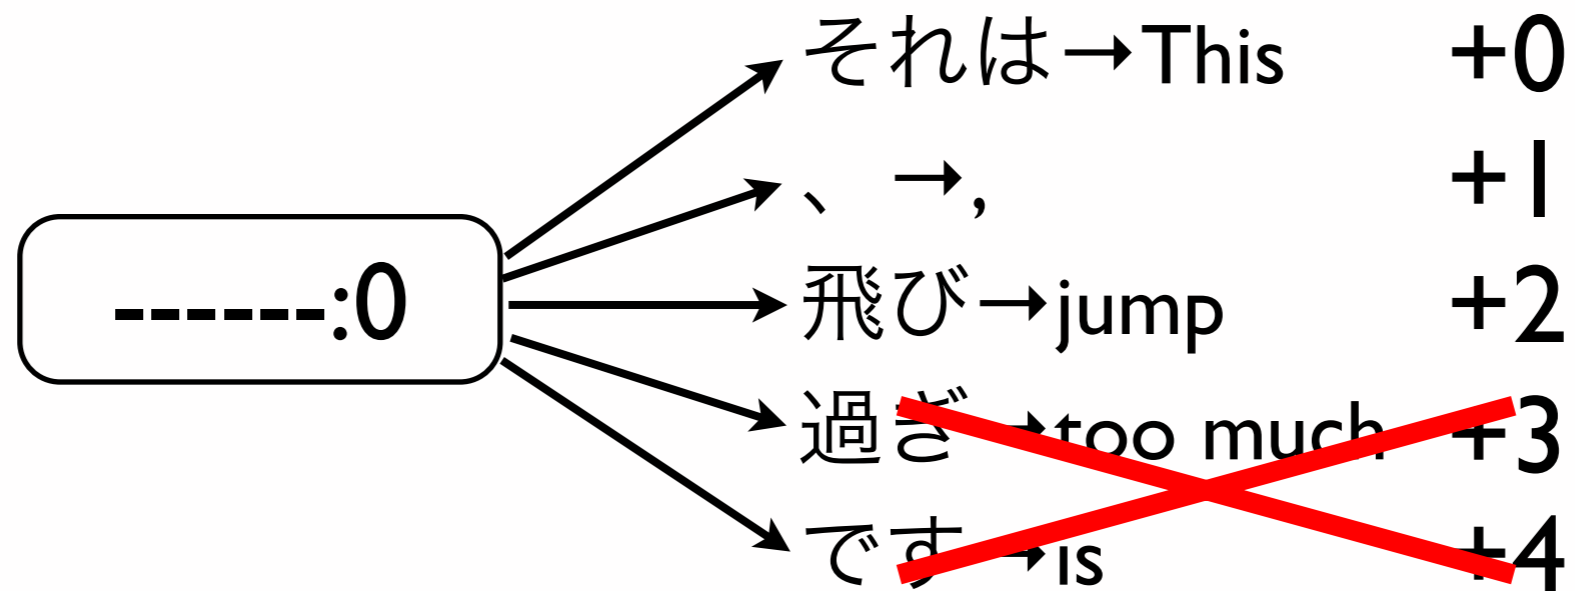 それは→This +0
、→, +1
------:0
飛び→jump +2
過ぎ→too much +3
です→is +4